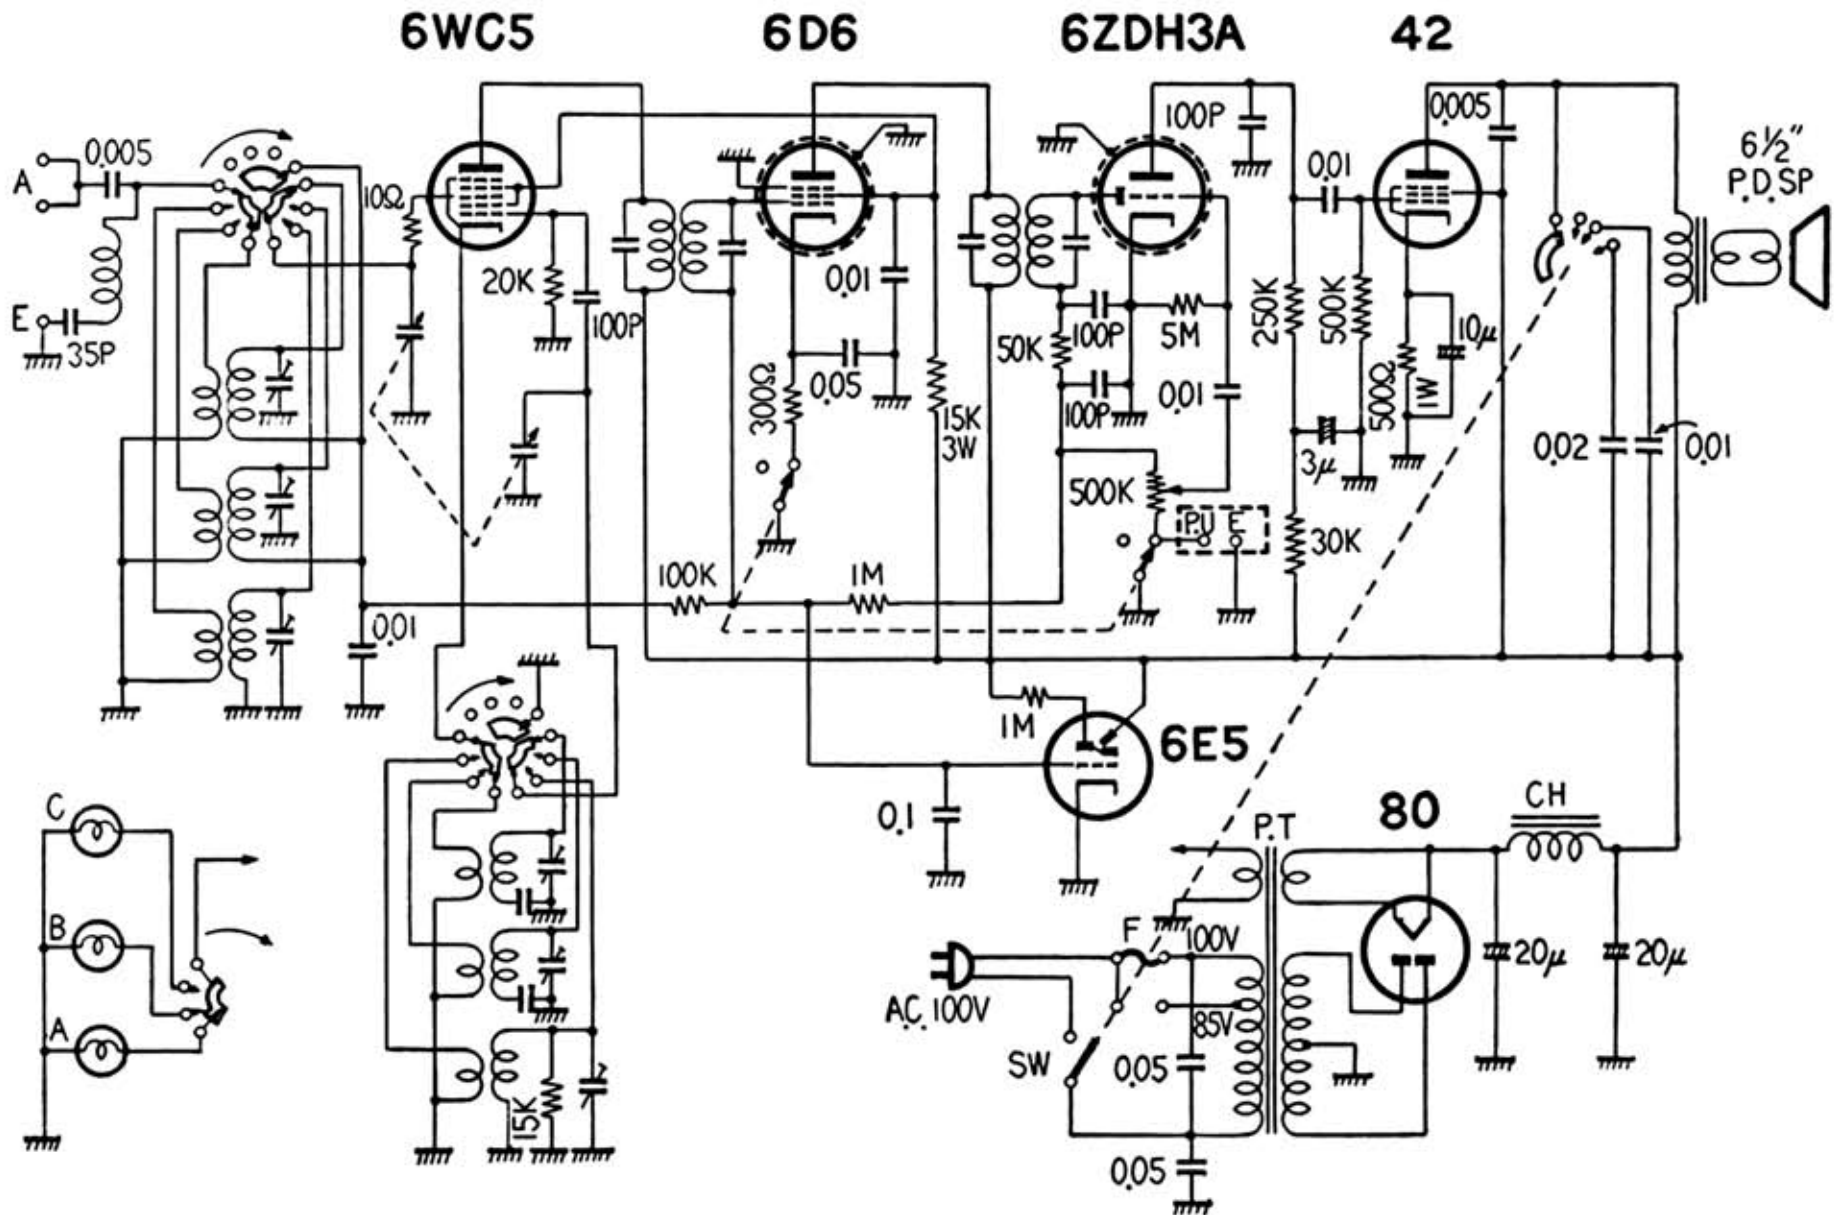 6WC5
6D6
6ZDH3A
42
A
0.005
10Ω
100P
0.005
6½"
P.D.SP
0.01
E
35P
20K
100P
0.01
0.05
300Ω
15K
3W
50K
100P
5M
100P
0.01
250K
500K
3μ
500Ω
1W
10μ
0.02
0.01
500K
P.U E
30K
100K
1M
0.01
1M
6E5
0.1
C
B
A
15K
P.T
80
CH
F
100V
A.C. 100V
85V
SW
0.05
0.05
20μ
20μ